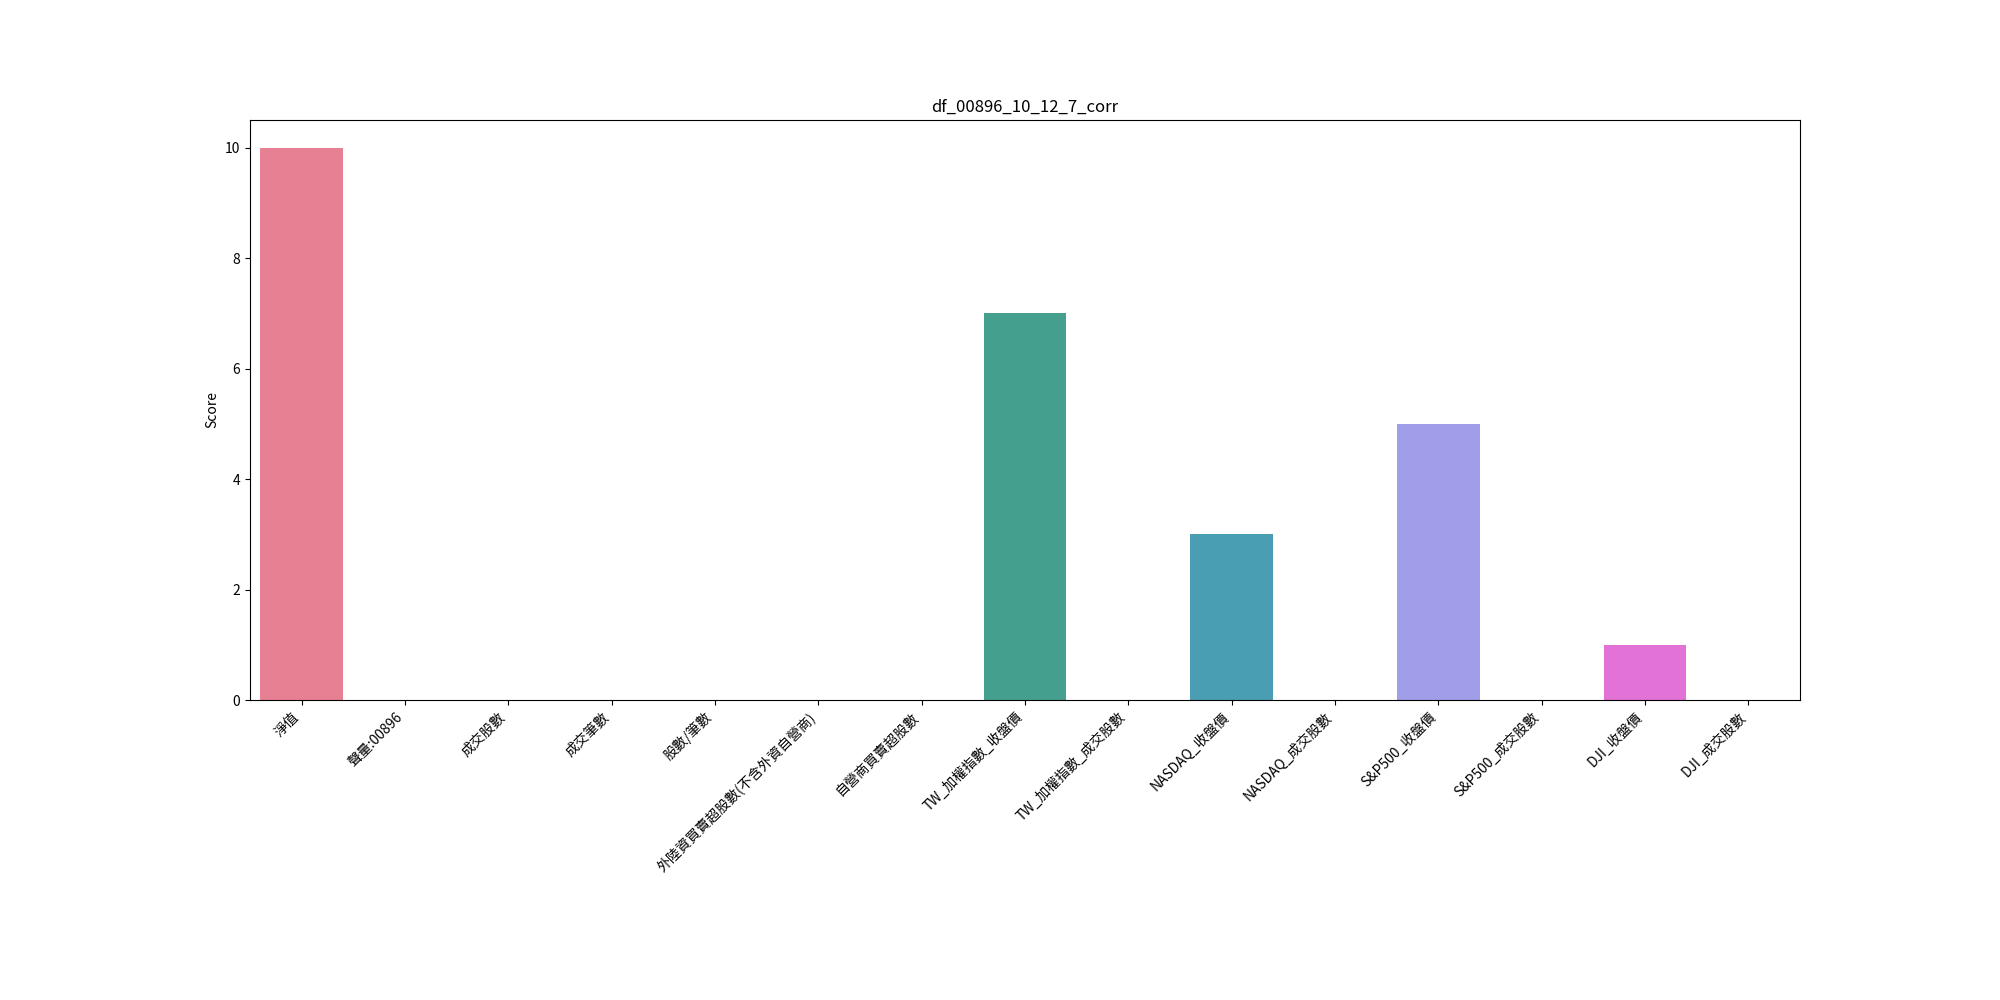 df_00896_10_12_7_corr
10
8
6
4
2
0
Score
淨值
聲量:00896
成交股數
成交筆數
股數/筆數
外陸資買賣超股數(不含外資自營商)
自營商買賣超股數
TW_加權指數_收盤價
TW_加權指數_成交股數
NASDAQ_收盤價
NASDAQ_成交股數
S&P500_收盤價
S&P500_成交股數
DJI_收盤價
DJI_成交股數